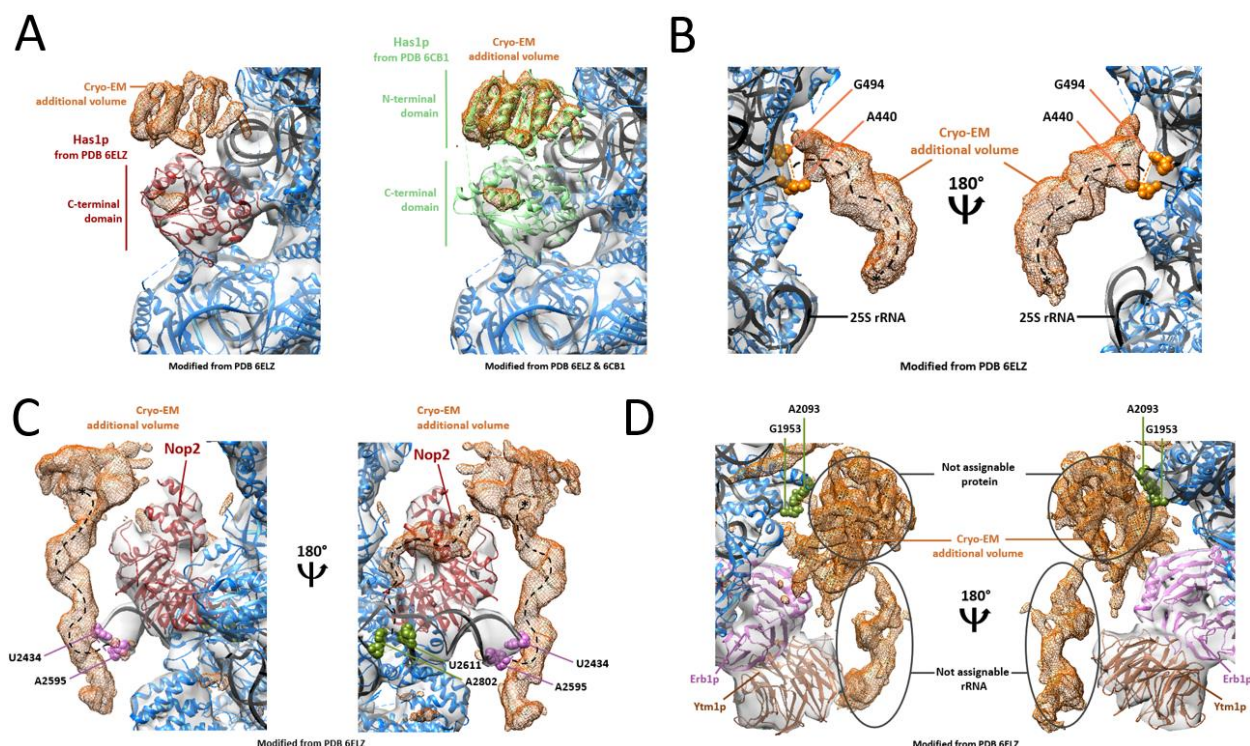 A
Cryo-EM
additional volume
Has1p
from PDB 6ELZ
C-terminal
domain
Modified from PDB 6ELZ
Has1p
from PDB 6CB1
Cryo-EM
additional volume
N-terminal
domain
C-terminal
domain
Modified from PDB 6ELZ & 6CB1
B
G494
A440
Cryo-EM
additional volume
180°
G494
A440
25S rRNA
25S rRNA
Modified from PDB 6ELZ
C
Cryo-EM
additional volume
Nop2
U2434
A2595
180°
Cryo-EM
additional volume
Nop2
U2611
A2802
U2434
A2595
Modified from PDB 6ELZ
D
A2093
G1953
Not assignable
protein
Cryo-EM
additional volume
180°
A2093
G1953
Not assignable
rRNA
Erb1p
Ytm1p
Erb1p
Ytm1p
Modified from PDB 6ELZ